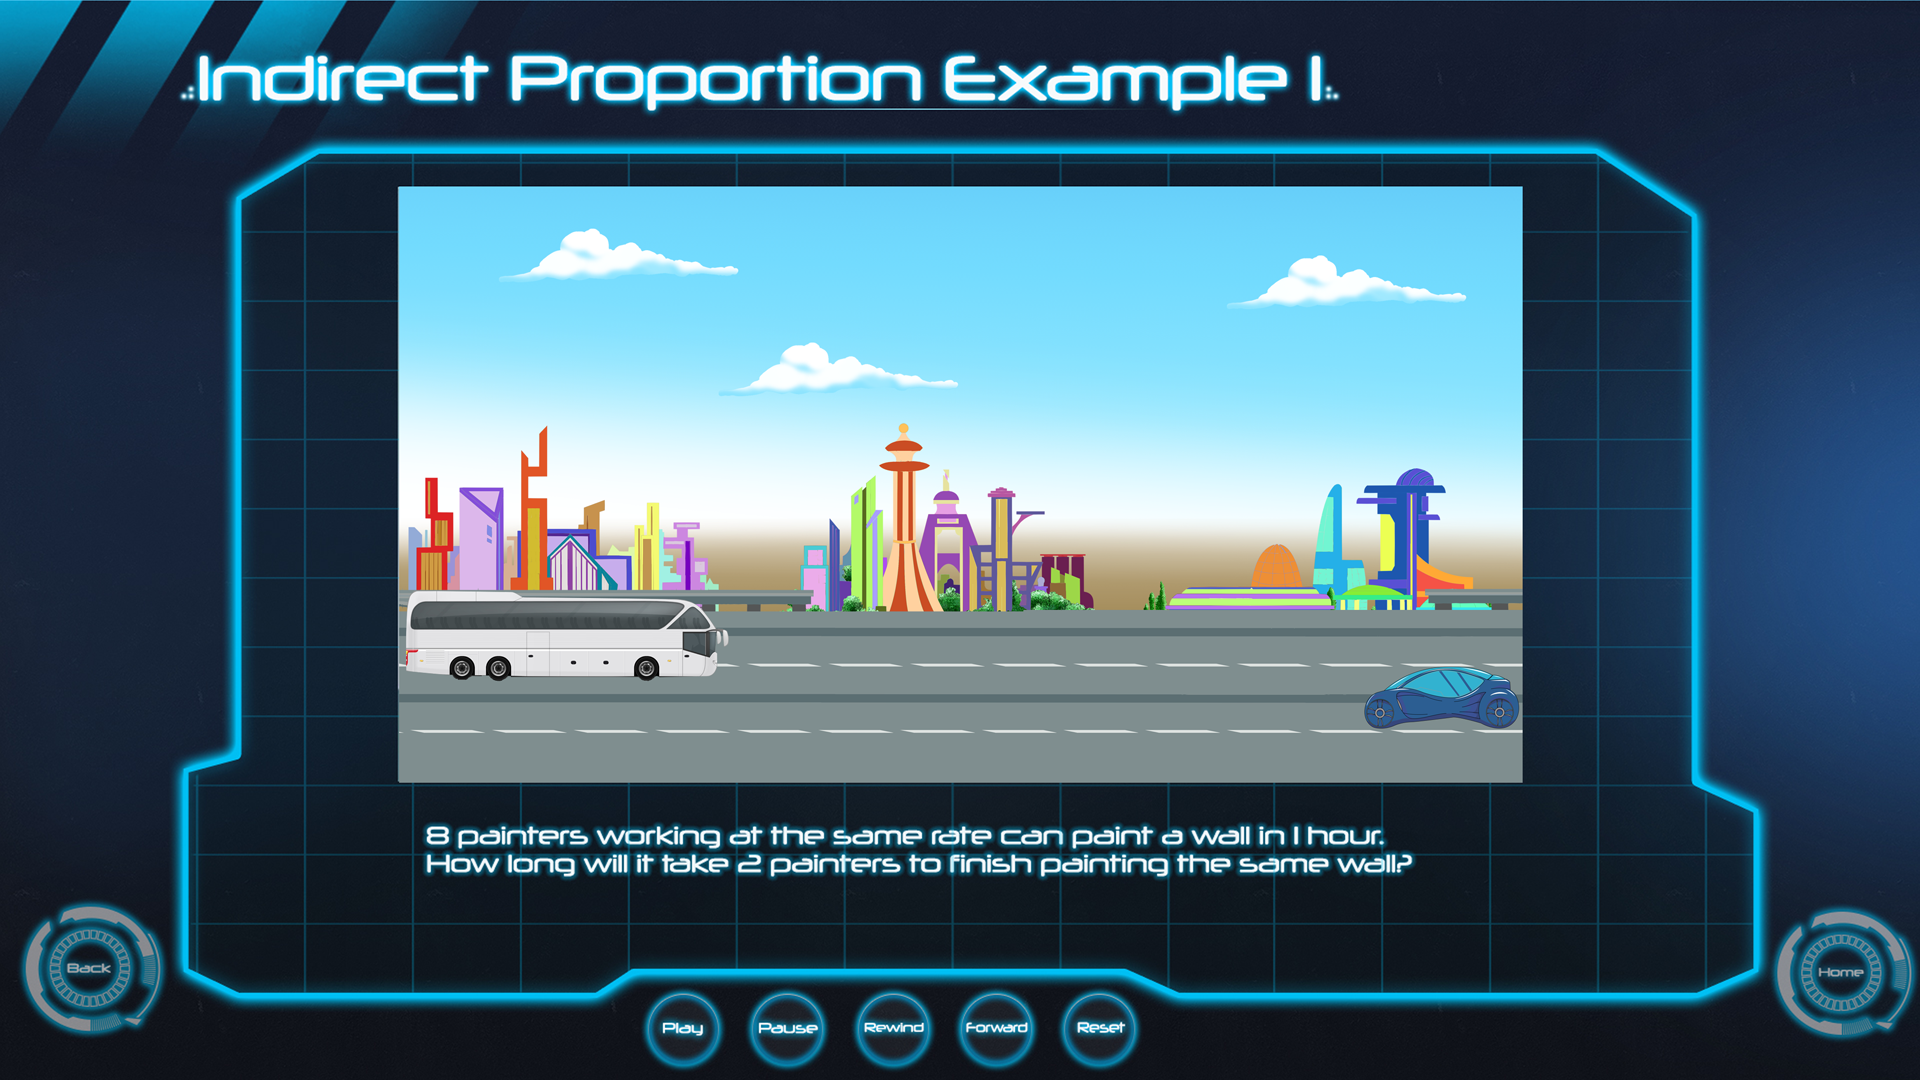 Indirect Proportion Example 1
8 painters working at the same rate can paint a wall in 1 hour.
How long will it take 2 painters to finish painting the same wall?
Back
Home
Play
Pause
Rewind
Forward
Reset